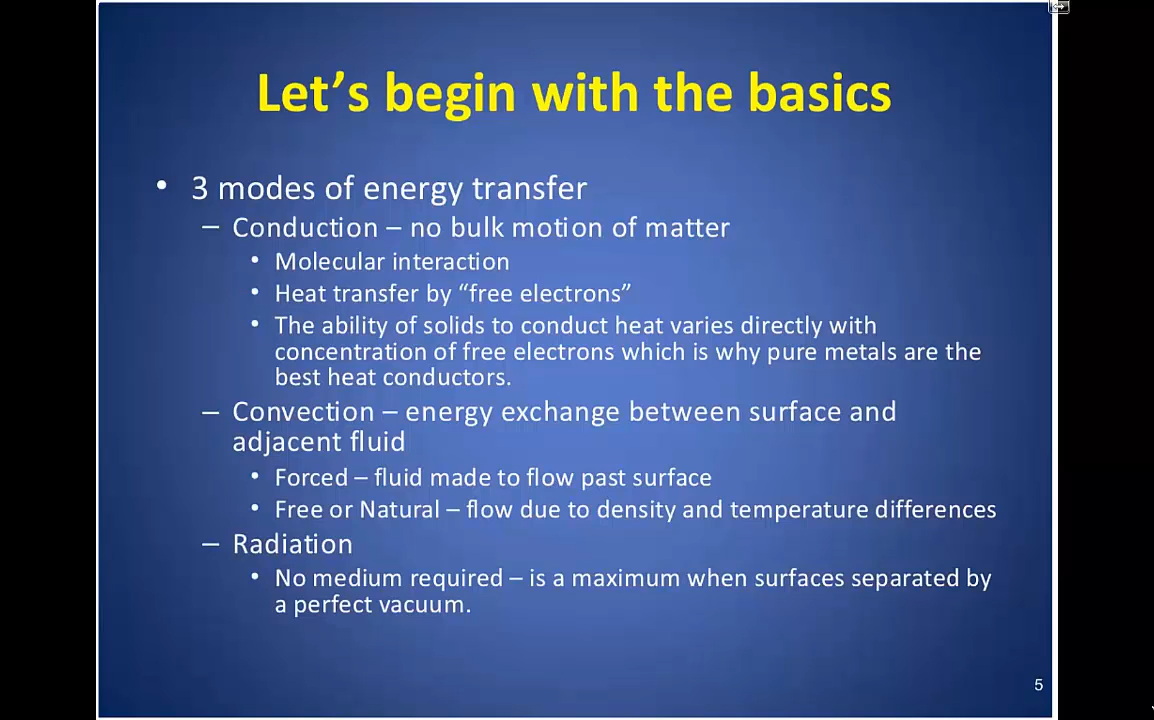 Let’s begin with the basics
• 3 modes of energy transfer
– Conduction – no bulk motion of matter
• Molecular interaction
• Heat transfer by “free electrons”
• The ability of solids to conduct heat varies directly with
concentration of free electrons which is why pure metals are the
best heat conductors.
– Convection – energy exchange between surface and
adjacent fluid
• Forced – fluid made to flow past surface
• Free or Natural – flow due to density and temperature differences
– Radiation
• No medium required – is a maximum when surfaces separated by
a perfect vacuum.
5